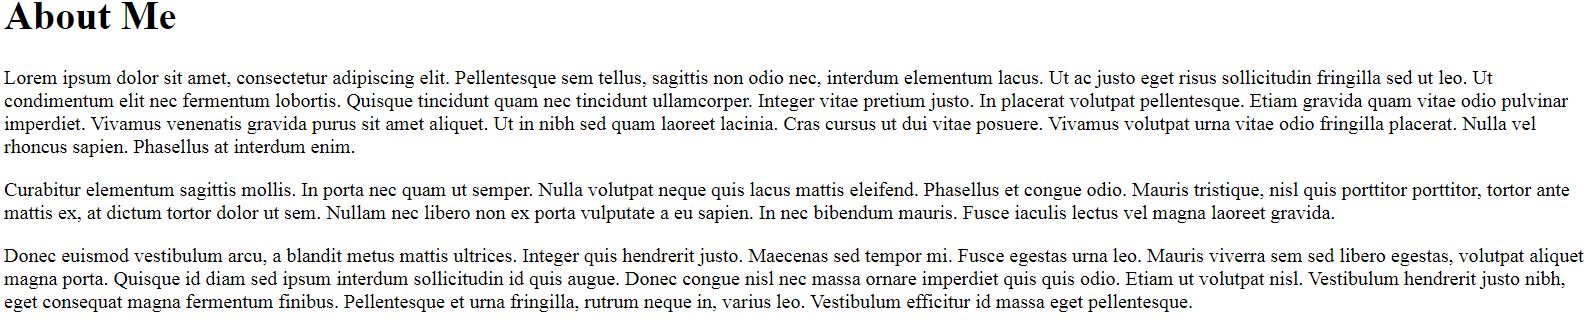 About Me
Lorem ipsum dolor sit amet, consectetur adipiscing elit. Pellentesque sem tellus, sagittis non odio nec, interdum elementum lacus. Ut ac justo eget risus sollicitudin fringilla sed ut leo. Ut
condimentum elit nec fermentum lobortis. Quisque tincidunt quam nec tincidunt ullamcorper. Integer vitae pretium justo. In placerat volutpat pellentesque. Etiam gravida quam vitae odio pulvinar
imperdiet. Vivamus venenatis gravida purus sit amet aliquet. Ut in nibh sed quam laoreet lacinia. Cras cursus ut dui vitae posuere. Vivamus volutpat urna vitae odio fringilla placerat. Nulla vel
rhoncus sapien. Phasellus at interdum enim.
Curabitur elementum sagittis mollis. In porta nec quam ut semper. Nulla volutpat neque quis lacus mattis eleifend. Phasellus et congue odio. Mauris tristique, nisl quis porttitor porttitor, tortor ante
mattis ex, at dictum tortor dolor ut sem. Nullam nec libero non ex porta vulputate a eu sapien. In nec bibendum mauris. Fusce iaculis lectus vel magna laoreet gravida.
Donec euismod vestibulum arcu, a blandit metus mattis ultrices. Integer quis hendrerit justo. Maecenas sed tempor mi. Fusce egestas urna leo. Mauris viverra sem sed libero egestas, volutpat aliquet
magna porta. Quisque id diam sed ipsum interdum sollicitudin id quis augue. Donec congue nisl nec massa ornare imperdiet quis quis odio. Etiam ut volutpat nisl. Vestibulum hendrerit justo nibh,
eget consequat magna fermentum finibus. Pellentesque et urna fringilla, rutrum neque in, varius leo. Vestibulum efficitur id massa eget pellentesque.